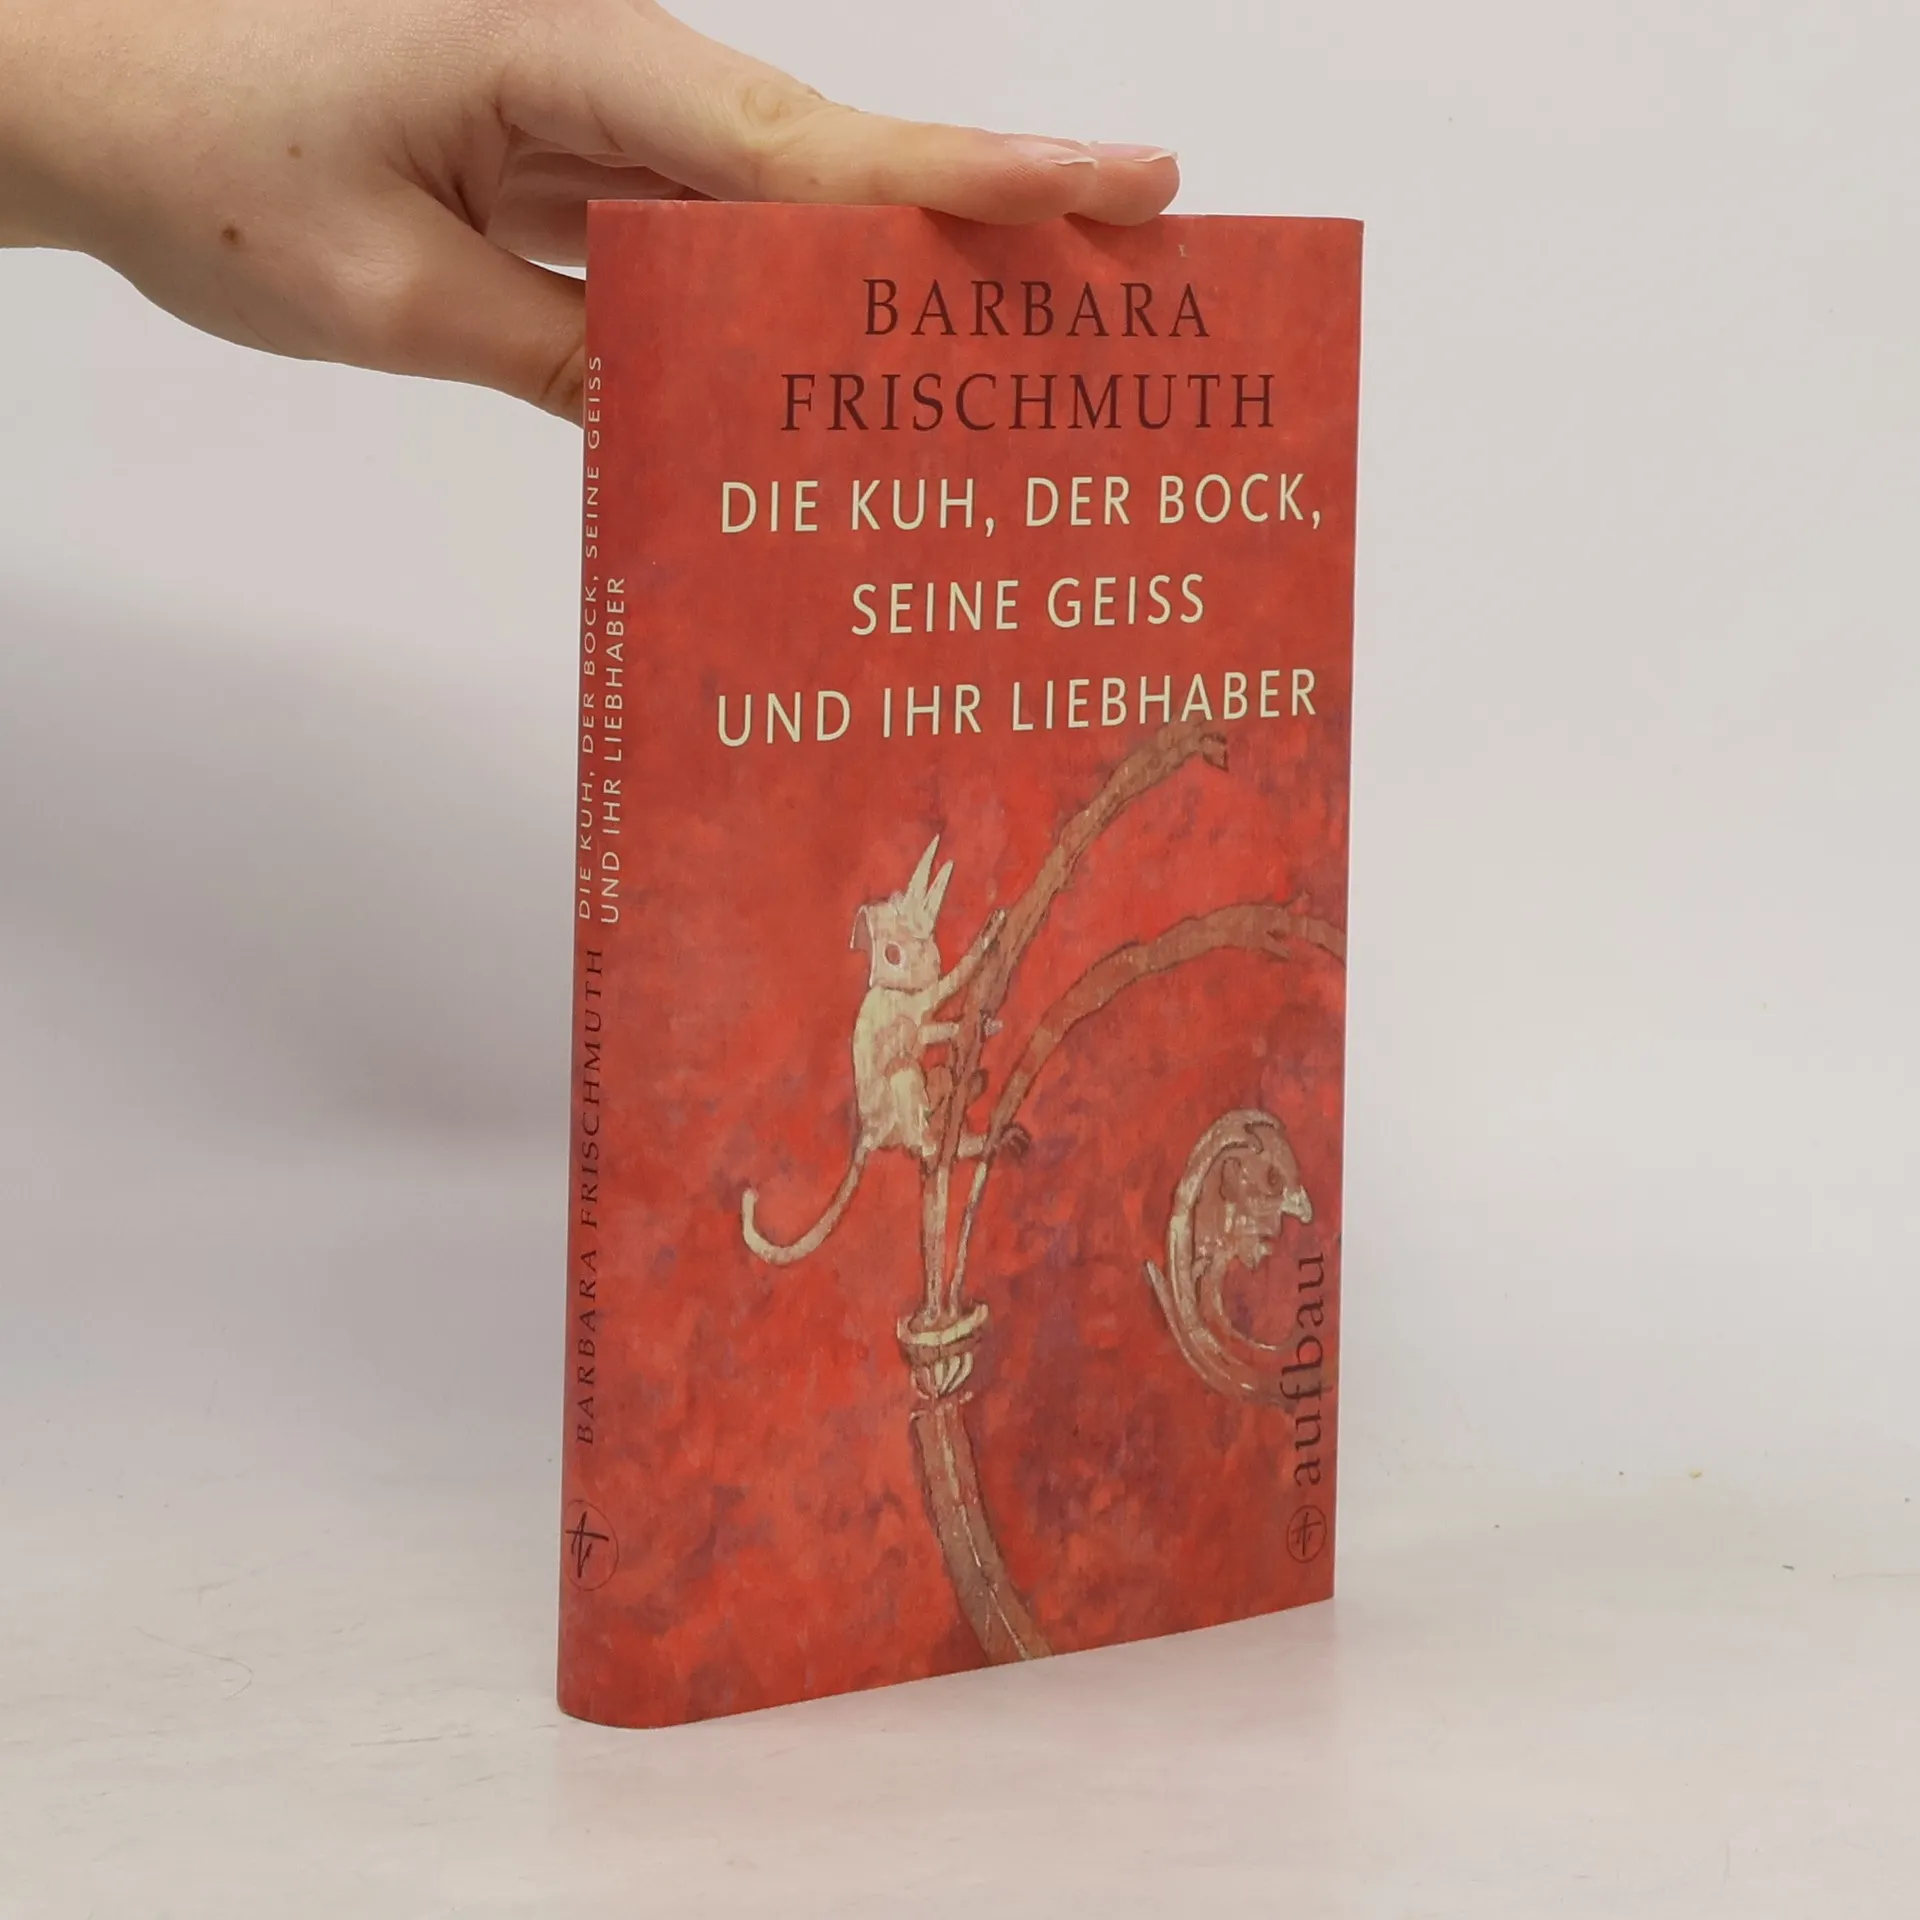 BARBARA
FRISCHMUTH
DIE KUH, DER BOCK,
SEINE GEISS
UND IHR LIEBHABER
aufbau
BARBARA FRISCHMUTH
DIE KUH, DER BOCK, SEINE GEISS
UND IHR LIEBHABER